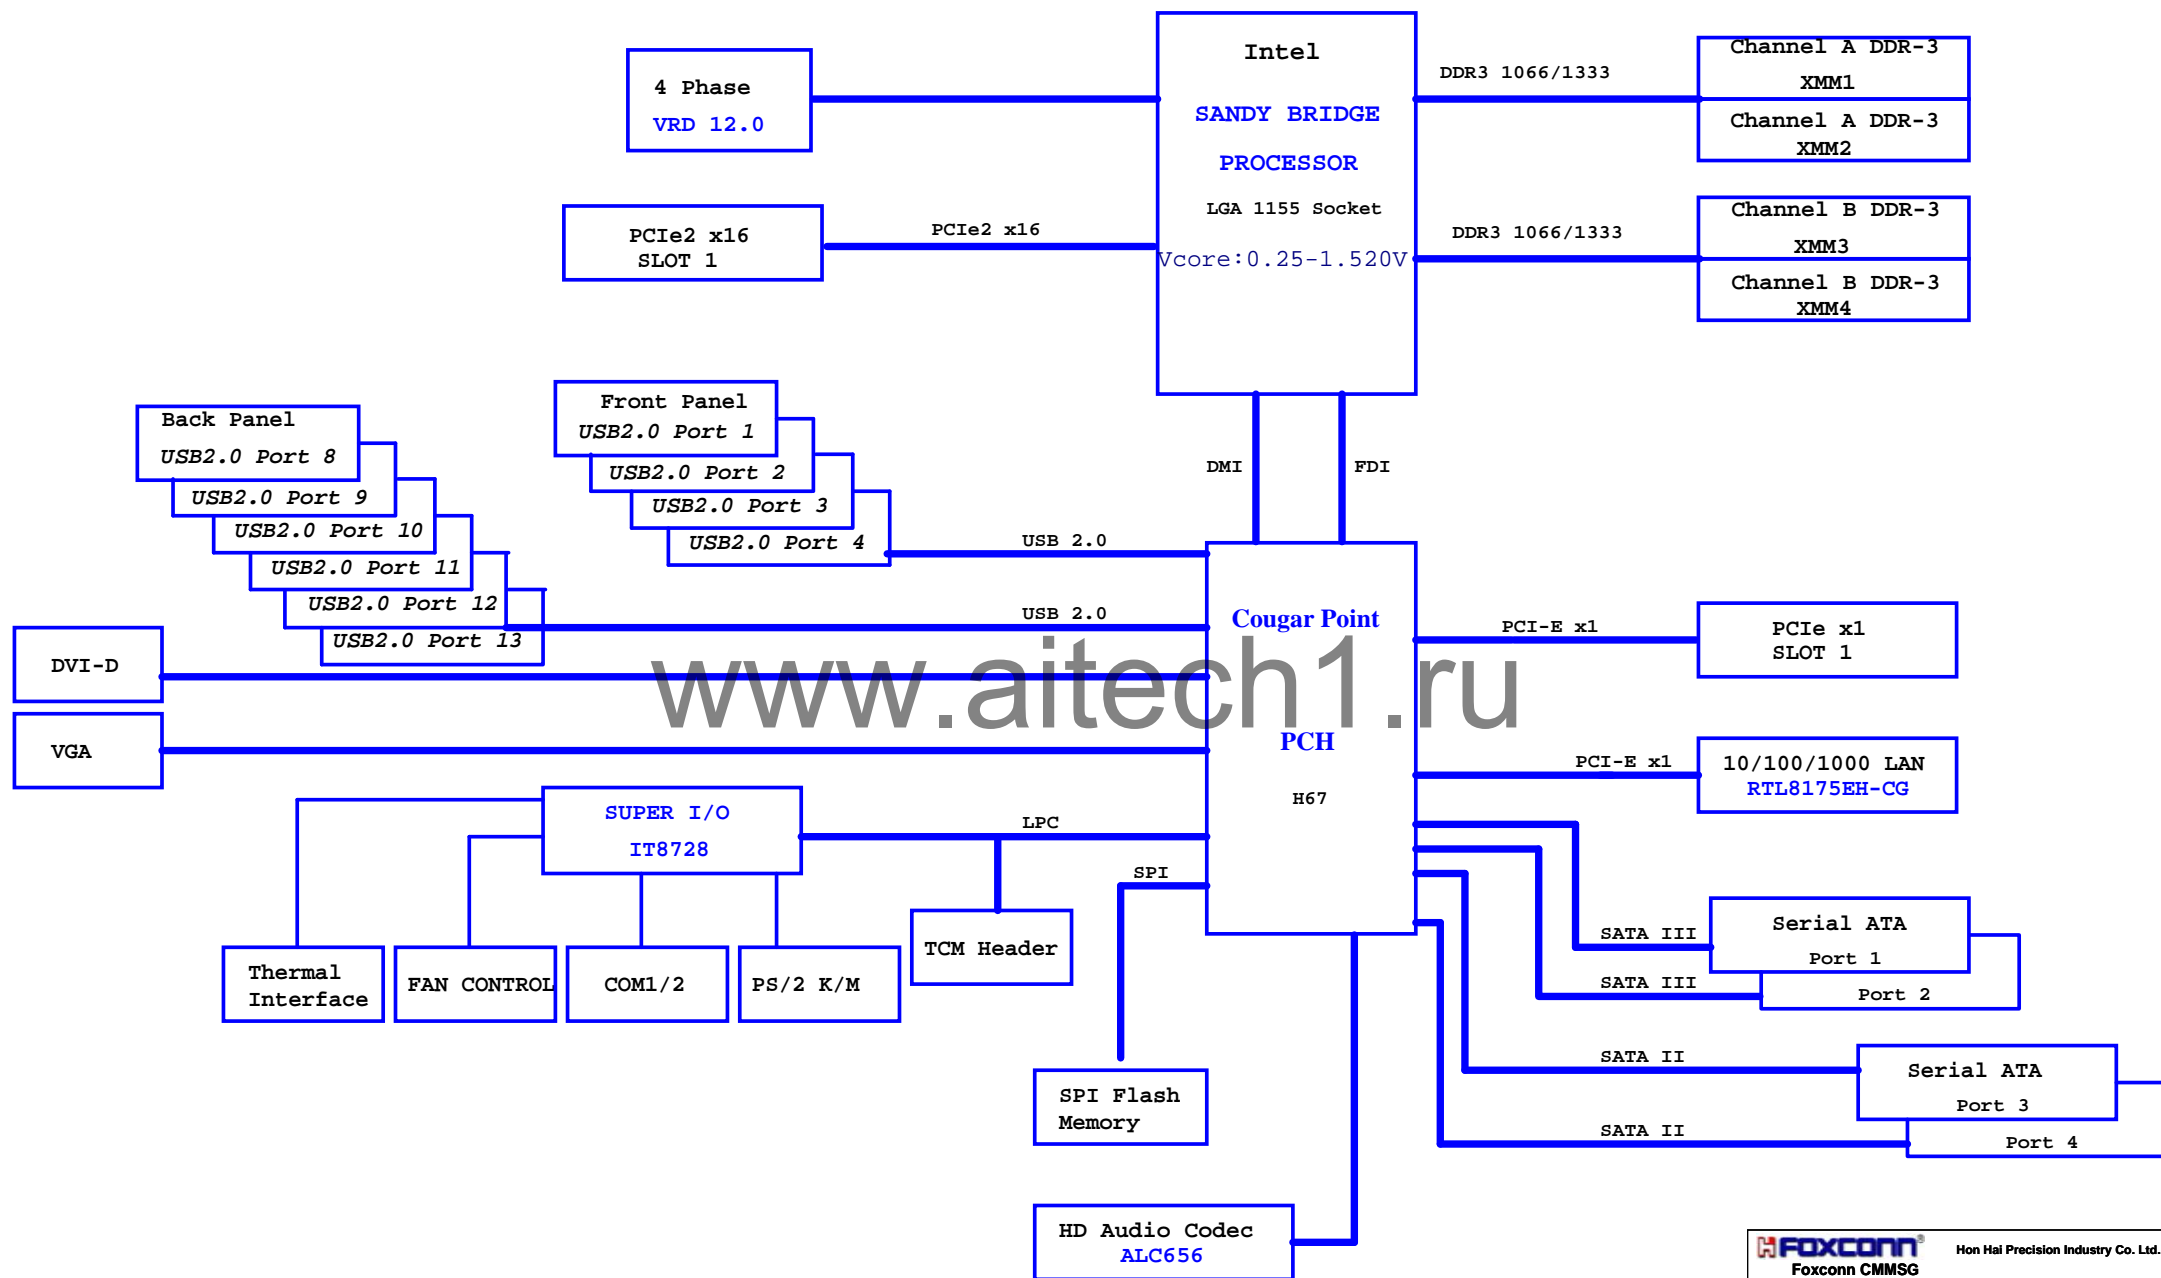 Intel
SANDY BRIDGE
PROCESSOR
LGA 1155 Socket
Vcore:0.25-1.520V
4 Phase
VRD 12.0
PCIe2 x16
SLOT 1
PCIe2 x16
DDR3 1066/1333
Channel A DDR-3
XMM1
Channel A DDR-3
XMM2
DDR3 1066/1333
Channel B DDR-3
XMM3
Channel B DDR-3
XMM4
DMI
FDI
Back Panel
USB2.0 Port 8
USB2.0 Port 9
USB2.0 Port 10
USB2.0 Port 11
USB2.0 Port 12
USB2.0 Port 13
Front Panel
USB2.0 Port 1
USB2.0 Port 2
USB2.0 Port 3
USB2.0 Port 4
USB 2.0
USB 2.0
DVI-D
VGA
Cougar Point
PCH
H67
www.aitech1.ru
PCI-E x1
PCIe x1
SLOT 1
PCI-E x1
10/100/1000 LAN
RTL8175EH-CG
SUPER I/O
IT8728
LPC
SPI
Thermal
Interface
FAN CONTROL
COM1/2
PS/2 K/M
TCM Header
SATA III
Serial ATA
Port 1
SATA III
Port 2
SATA II
Serial ATA
Port 3
SATA II
Port 4
SPI Flash
Memory
HD Audio Codec
ALC656
FOXCONN®
Hon Hai Precision Industry Co. Ltd.
Foxconn CMMSG